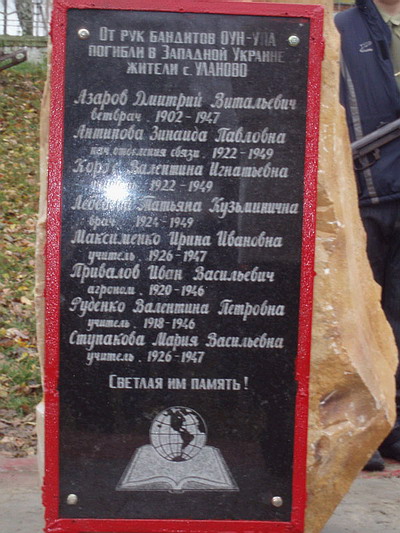 От рук бандитов ОУН-УПА
погибли в Западной Украине
жители с. Уланово
Азаров Дмитрий Витальевич
ветврач . 1902-1947
Антипова Зинаида Павловна
нач. отделения связи . 1922-1949
Валентина Игнатьевна
1922-1949
Татьяна Кузьминична
врач . 1924-1949
Максименко Ирина Ивановна
учитель . 1926-1947
Привалов Иван Васильевич
агроном . 1920-1946
Руденко Валентина Петровна
учитель . 1918-1946
Ступакова Мария Васильевна
учитель . 1926-1947
Светлая им память !